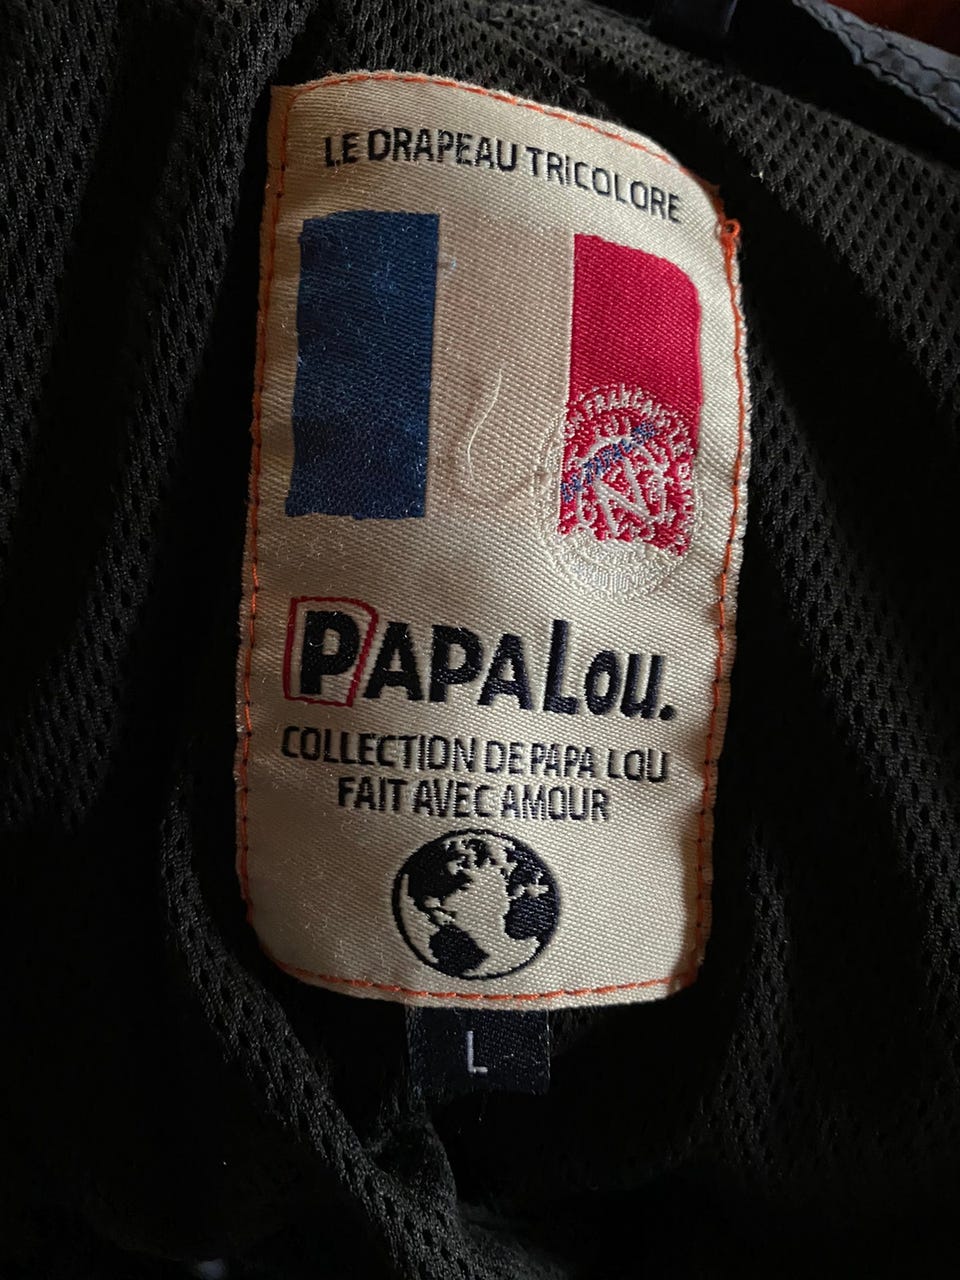 LE DRAPEAU TRICOLORE
PAPALOU.
COLLECTION DE PAPA LOU
FAIT AVEC AMOUR
L